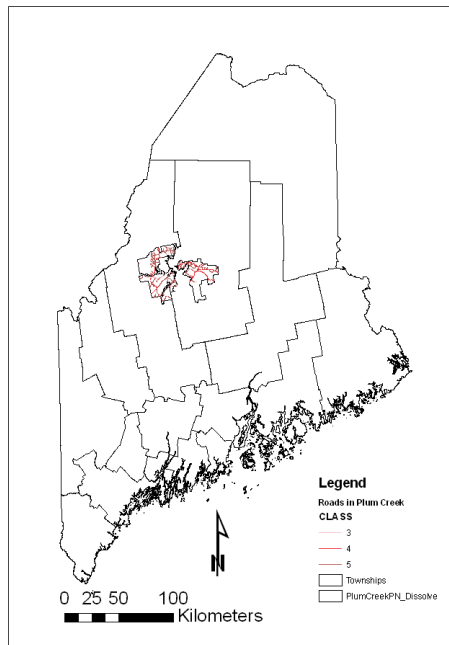 Legend
Roads in Plum Creek
CLASS
3
4
5
Townships
PlumCreekPN_Dissolve
N
0 25 50 100
Kilometers